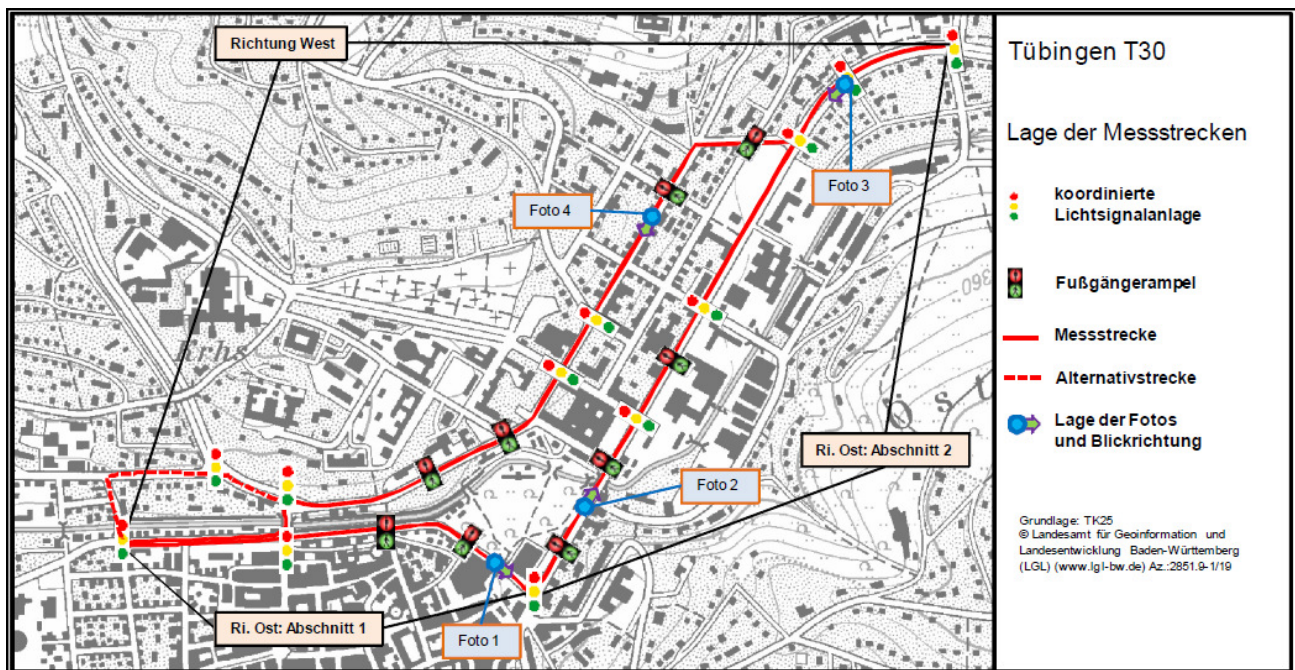 Richtung West
Foto 3
Foto 4
Ri. Ost: Abschnitt 2
Foto 2
Ri. Ost: Abschnitt 1
Foto 1
Öst
390
Tübingen T30
Lage der Messstrecken
koordinierte
Lichtsignalanlage
Fußgängerampel
Messstrecke
Alternativstrecke
Lage der Fotos
und Blickrichtung
Grundlage: TK25
© Landesamt für Geoinformation und
Landesentwicklung Baden-Württemberg
(LGL) (www.lgl-bw.de) Az.:2851.9-1/19